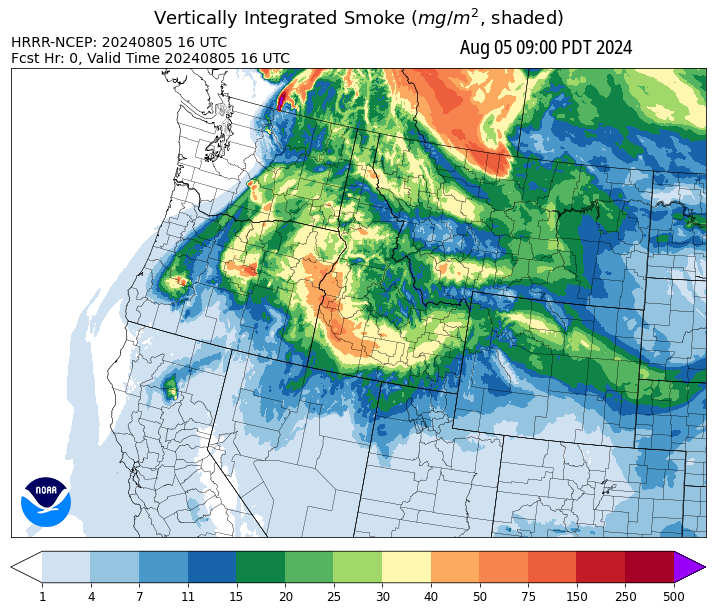 Vertically Integrated Smoke (mg/m², shaded)
HRRR-NCEP: 20240805 16 UTC
Aug 05 09:00 PDT 2024
Fcst Hr: 0, Valid Time 20240805 16 UTC
NOAA
1 4 7 11 15 20 25 30 40 50 75 150 250 500